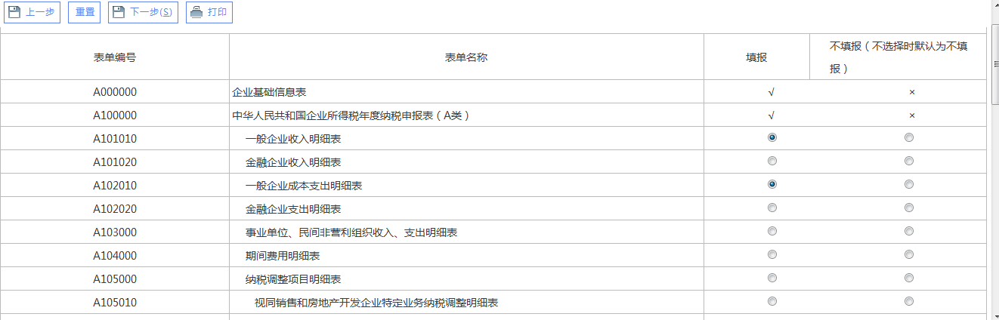 上一步 重置 下一步(S) 打印
表单编号 表单名称 填报 不填报（不选择时默认为不填
报）
A000000 企业基础信息表 √ ×
A100000 中华人民共和国企业所得税年度纳税申报表（A类） √ ×
A101010 一般企业收入明细表
A101020 金融企业收入明细表
A102010 一般企业成本支出明细表
A102020 金融企业支出明细表
A103000 事业单位、民间非营利组织收入、支出明细表
A104000 期间费用明细表
A105000 纳税调整项目明细表
A105010 视同销售和房地产开发企业特定业务纳税调整明细表